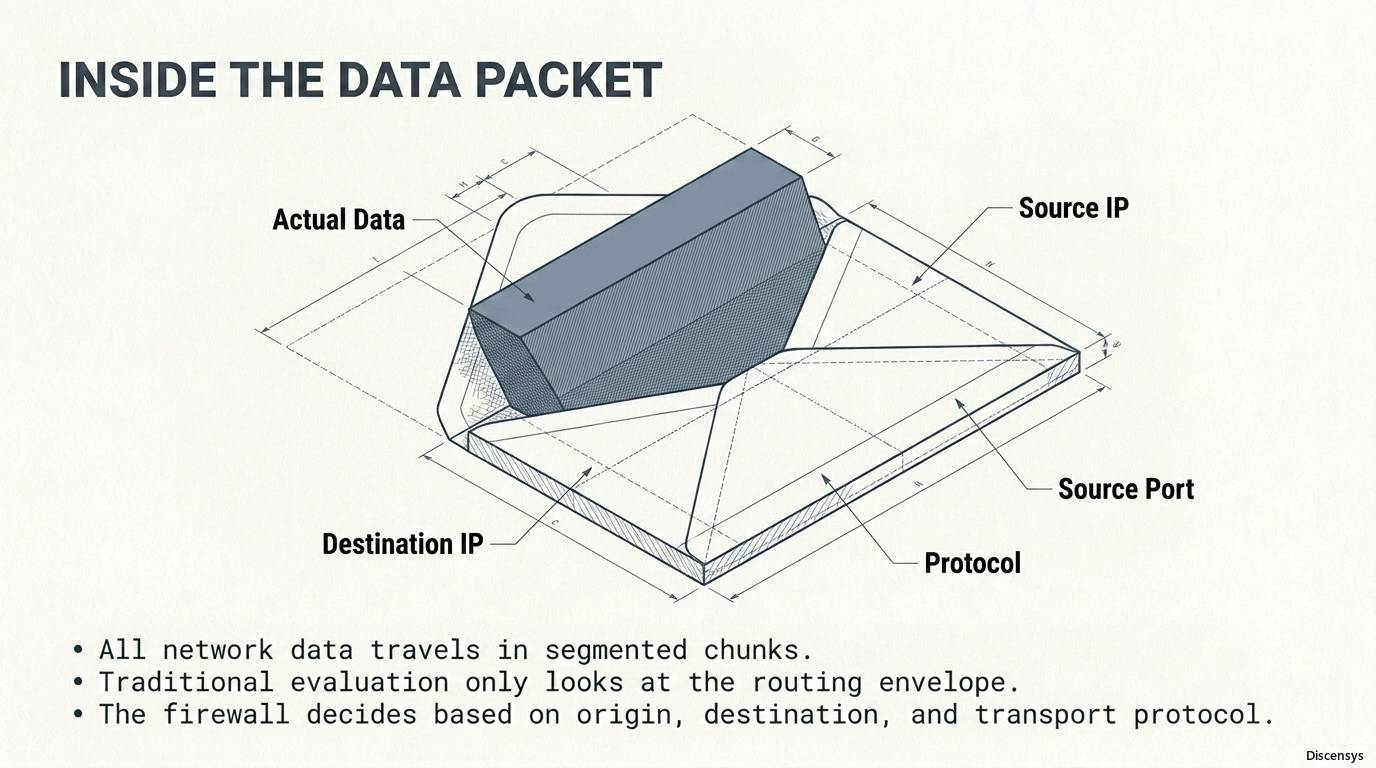 INSIDE THE DATA PACKET
Actual Data
Source IP
Source Port
Destination IP
Protocol
• All network data travels in segmented chunks.
• Traditional evaluation only looks at the routing envelope.
• The firewall decides based on origin, destination, and transport protocol.
Discensys